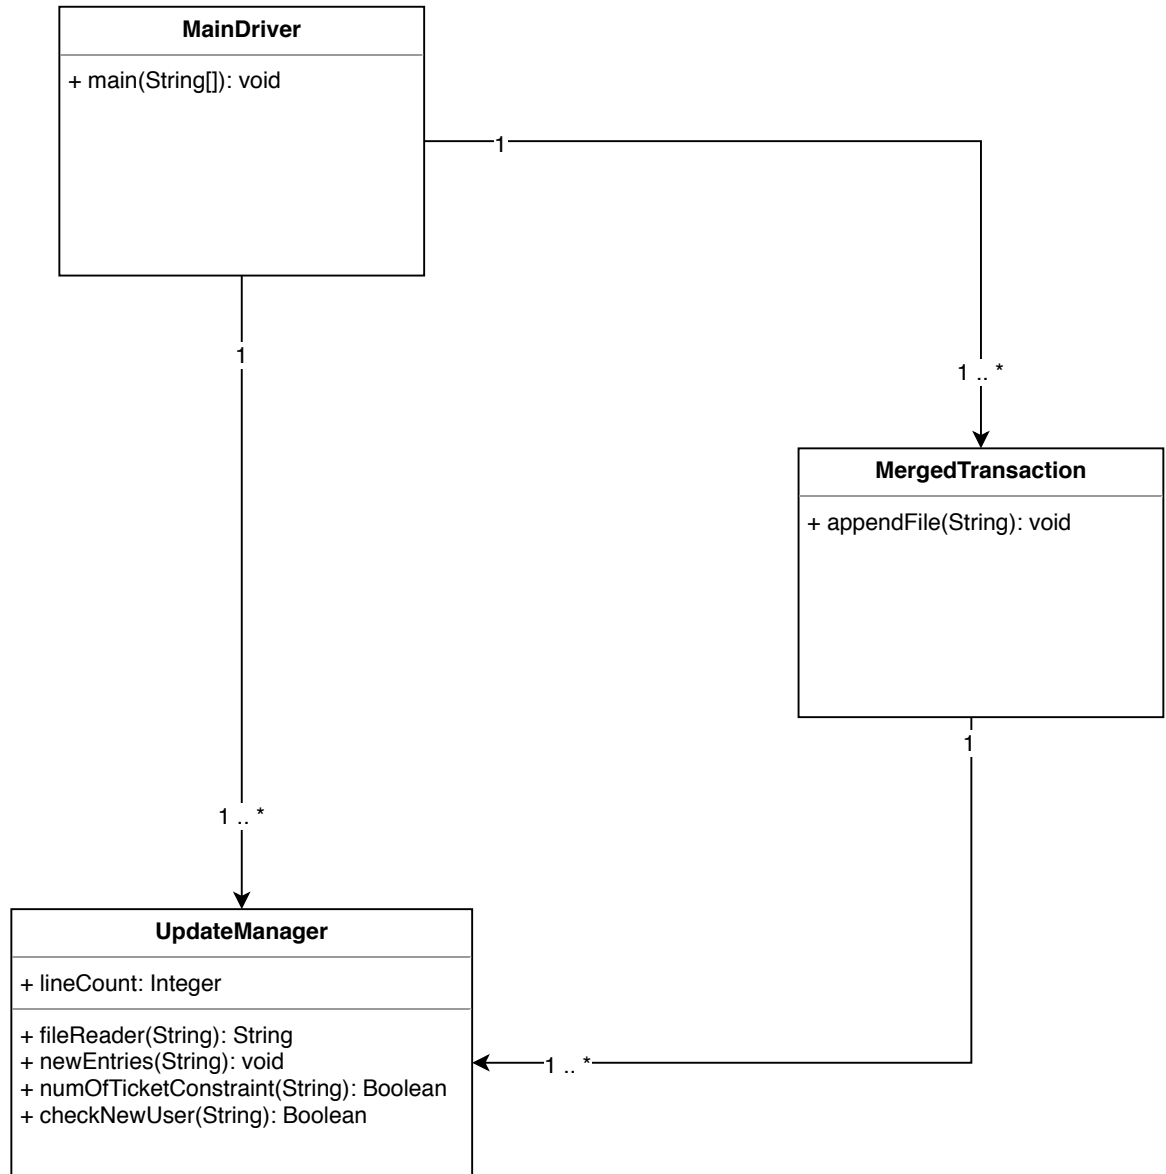 MainDriver
+ main(String[]): void
1
1
1 .. *
MergedTransaction
+ appendFile(String): void
1
1 .. *
UpdateManager
+ lineCount: Integer
+ fileReader(String): String
+ newEntries(String): void
+ numOfTicketConstraint(String): Boolean
+ checkNewUser(String): Boolean
1 .. *